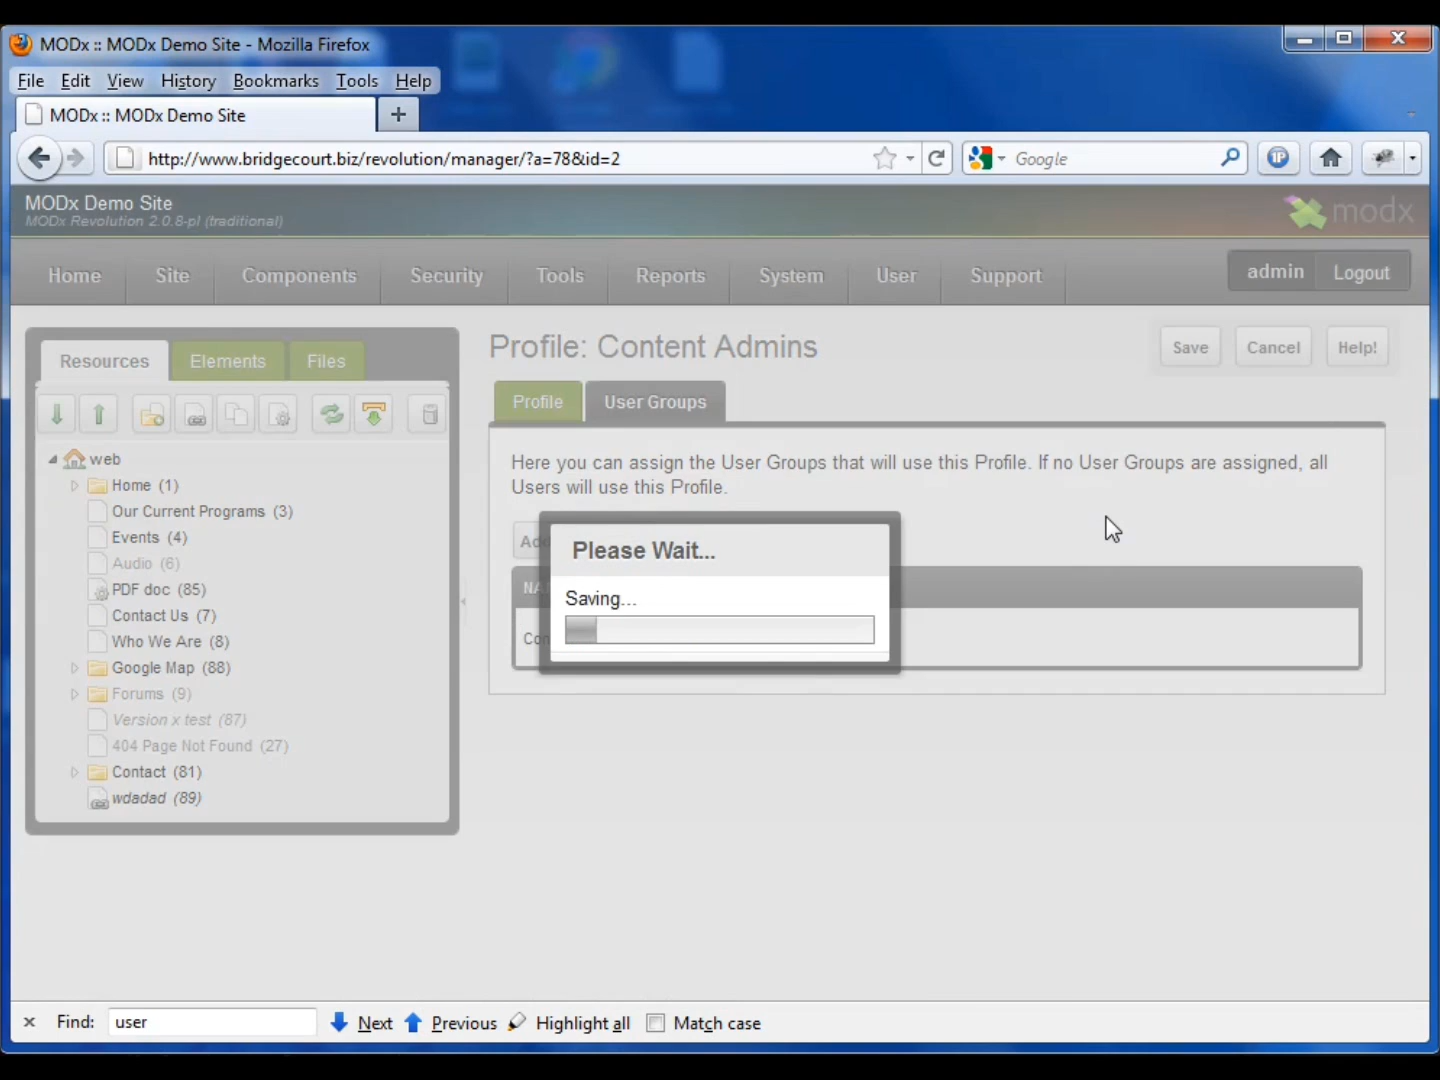 MODx :: MODx Demo Site - Mozilla Firefox
File Edit View History Bookmarks Tools Help
MODx :: MODx Demo Site
http://www.bridgecourt.biz/revolution/manager/?a=78&id=2
Google
MODx Demo Site
MODx Revolution 2.0.8-pl (traditional)
modx
Home Site Components Security Tools Reports System User Support
admin Logout
Resources Elements Files
Profile: Content Admins
Save Cancel Help!
Profile User Groups
Here you can assign the User Groups that will use this Profile. If no User Groups are assigned, all
Users will use this Profile.
Please Wait...
Saving...
web
Home (1)
Our Current Programs (3)
Events (4)
Audio (6)
PDF doc (85)
Contact Us (7)
Who We Are (8)
Google Map (88)
Forums (9)
Version x test (87)
404 Page Not Found (27)
Contact (81)
wdadad (89)
Find: user Next Previous Highlight all Match case